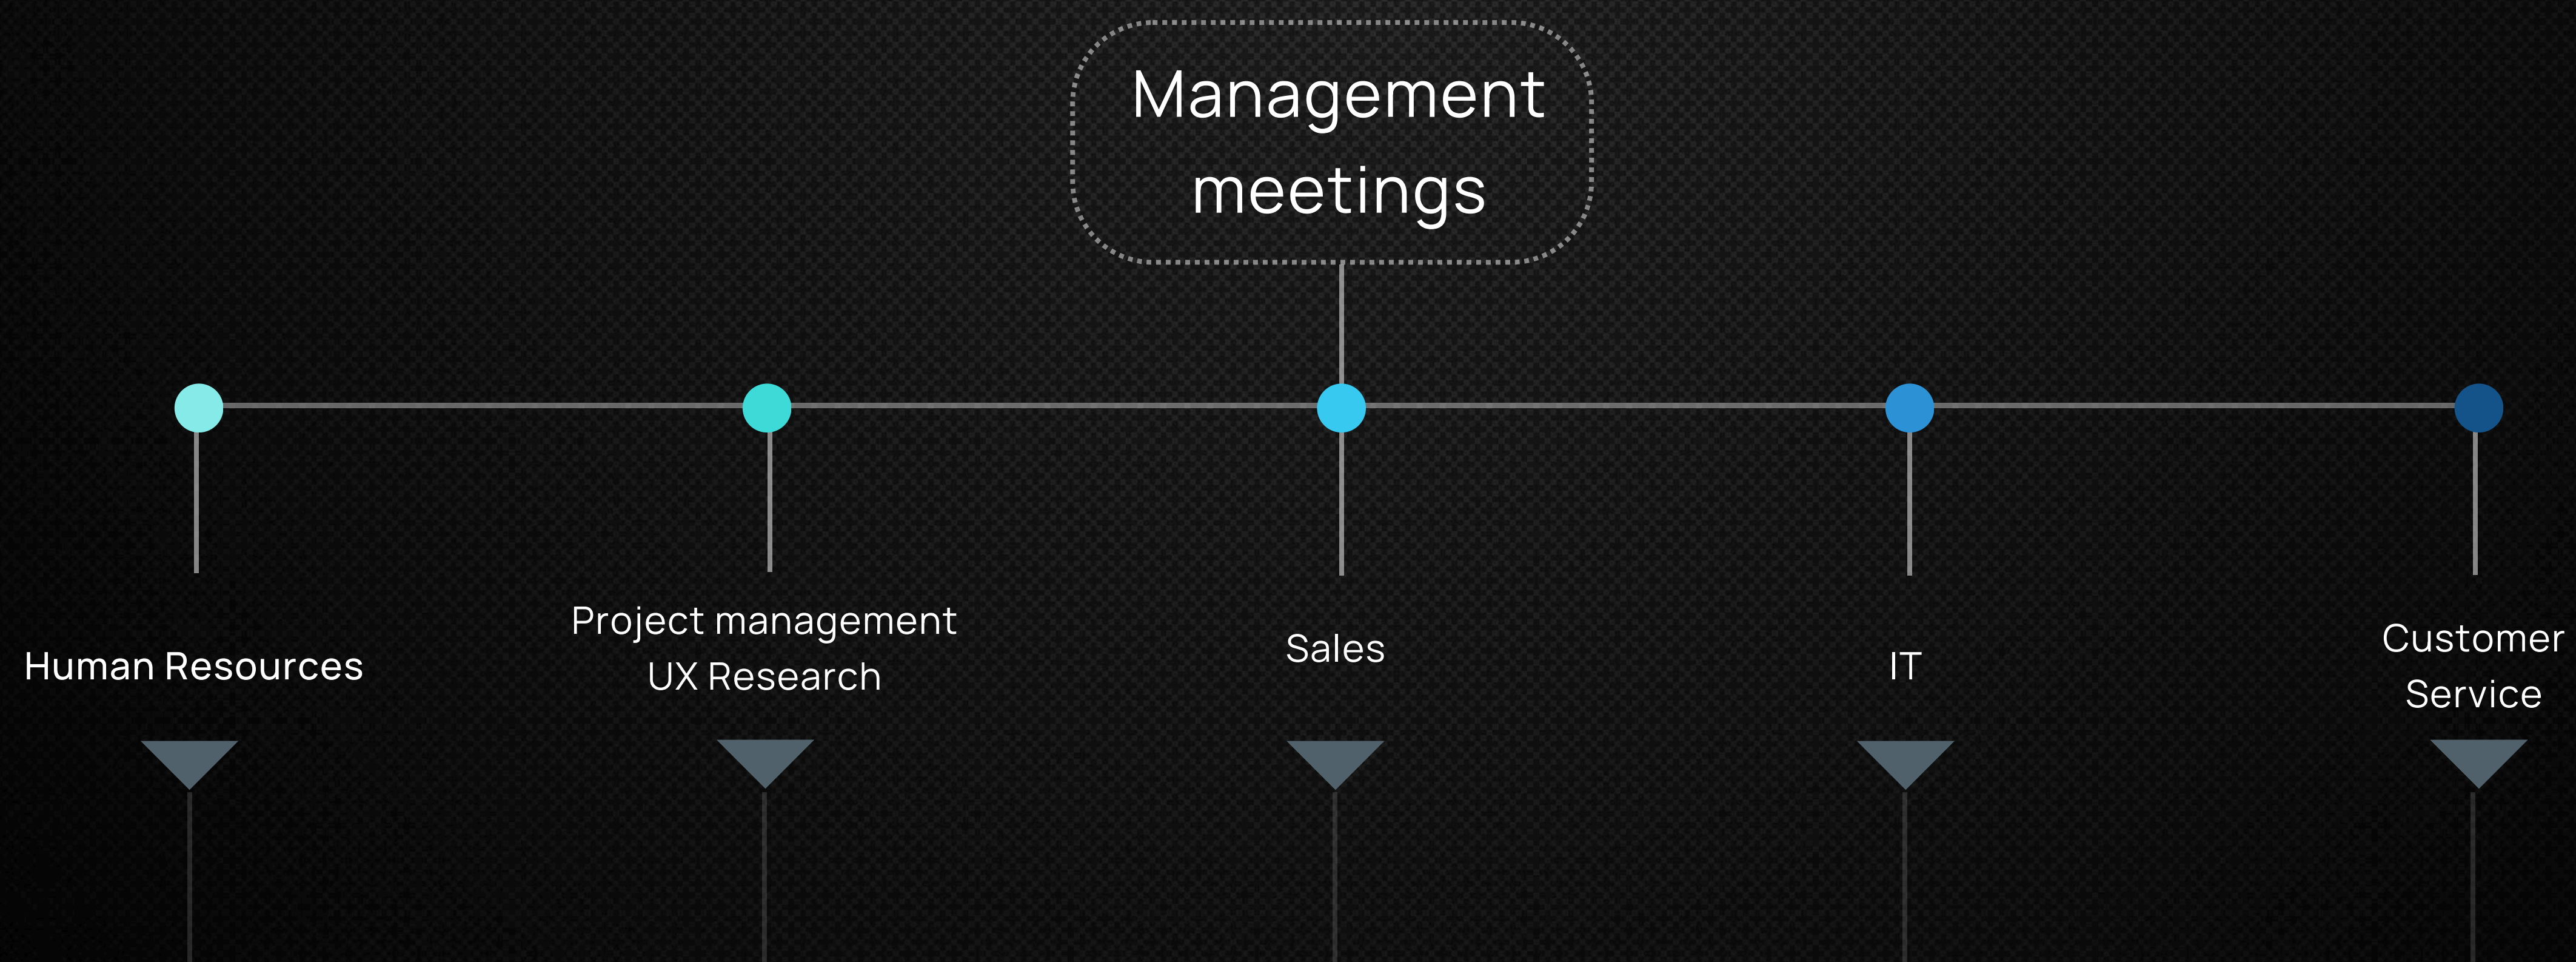 Management
meetings
Human Resources
Project management
UX Research
Sales
IT
Customer
Service